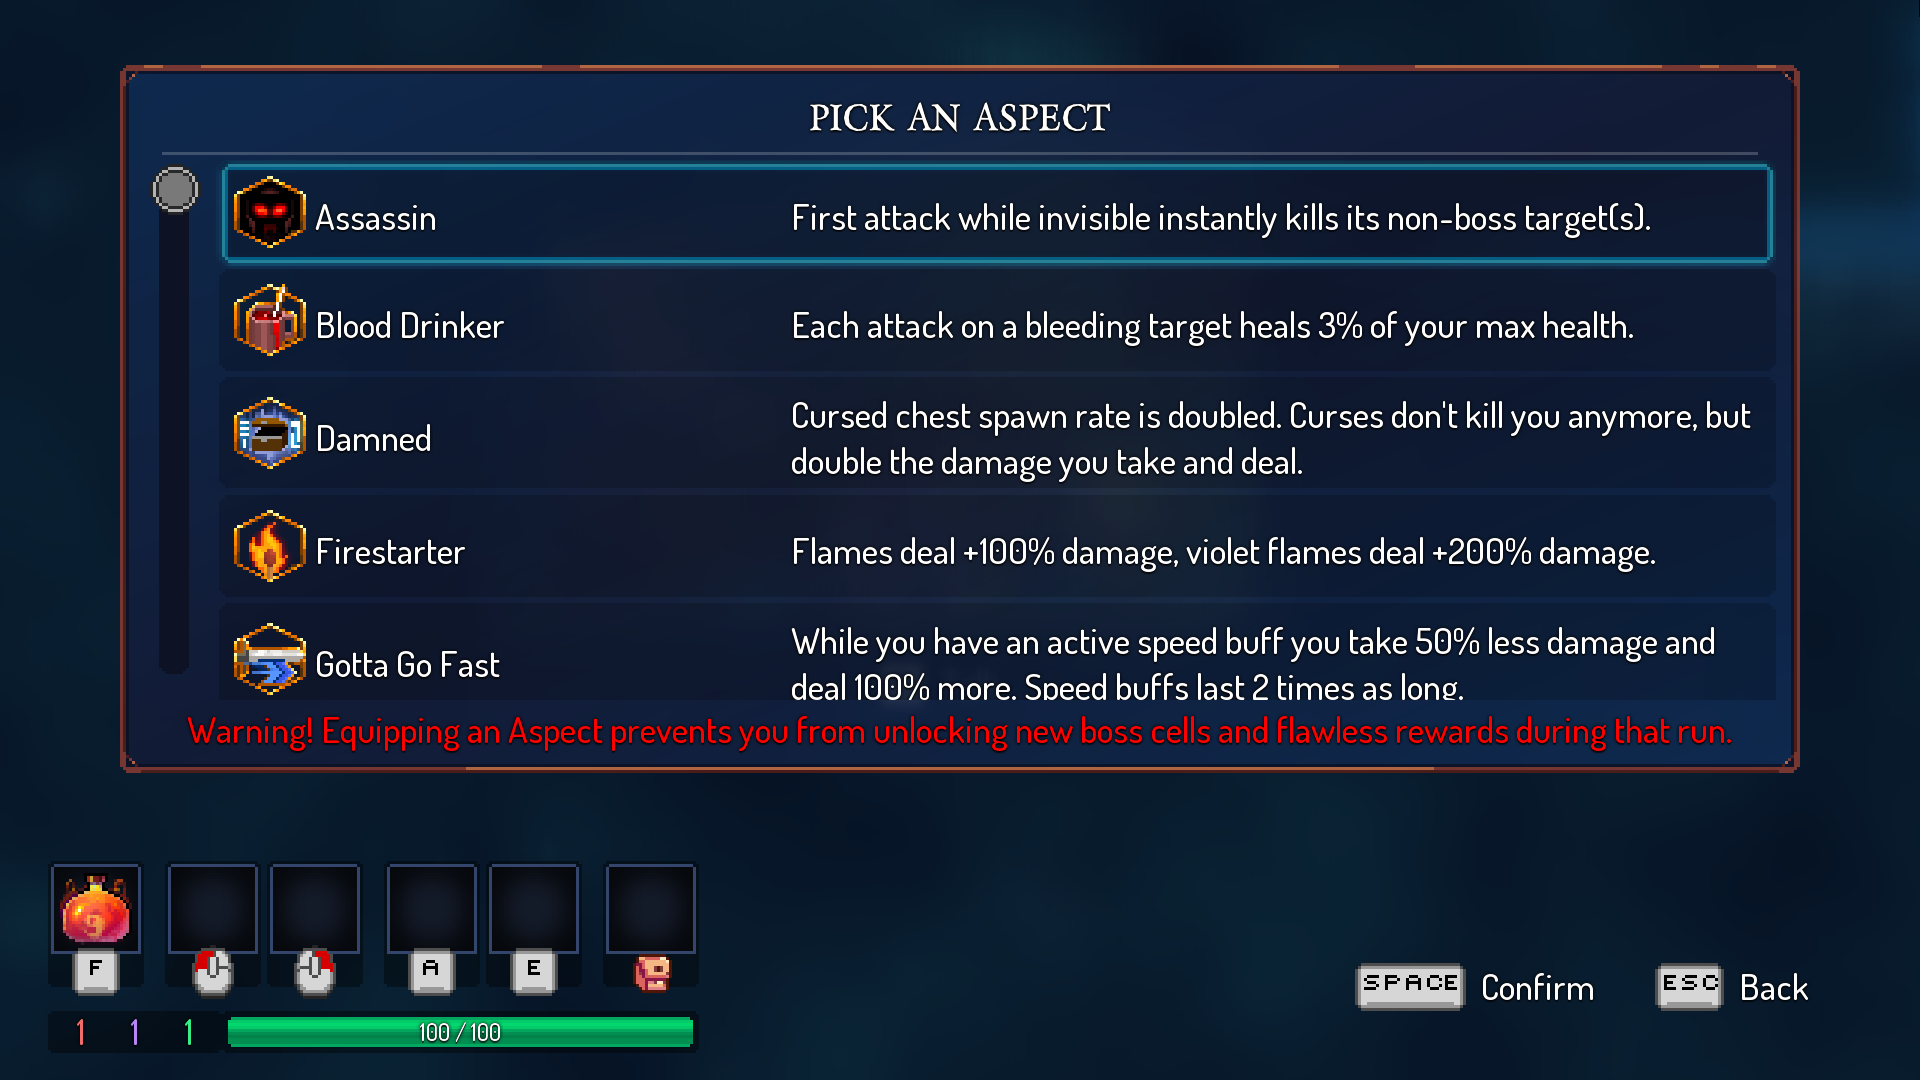 PICK AN ASPECT
Assassin
First attack while invisible instantly kills its non-boss target(s).
Blood Drinker
Each attack on a bleeding target heals 3% of your max health.
Damned
Cursed chest spawn rate is doubled. Curses don't kill you anymore, but
double the damage you take and deal.
Firestarter
Flames deal +100% damage, violet flames deal +200% damage.
Gotta Go Fast
While you have an active speed buff you take 50% less damage and
deal 100% more. Speed buffs last 2 times as long.
Warning! Equipping an Aspect prevents you from unlocking new boss cells and flawless rewards during that run.
9
F
A
E
SPACE Confirm
ESC Back
1 1 1
100 / 100